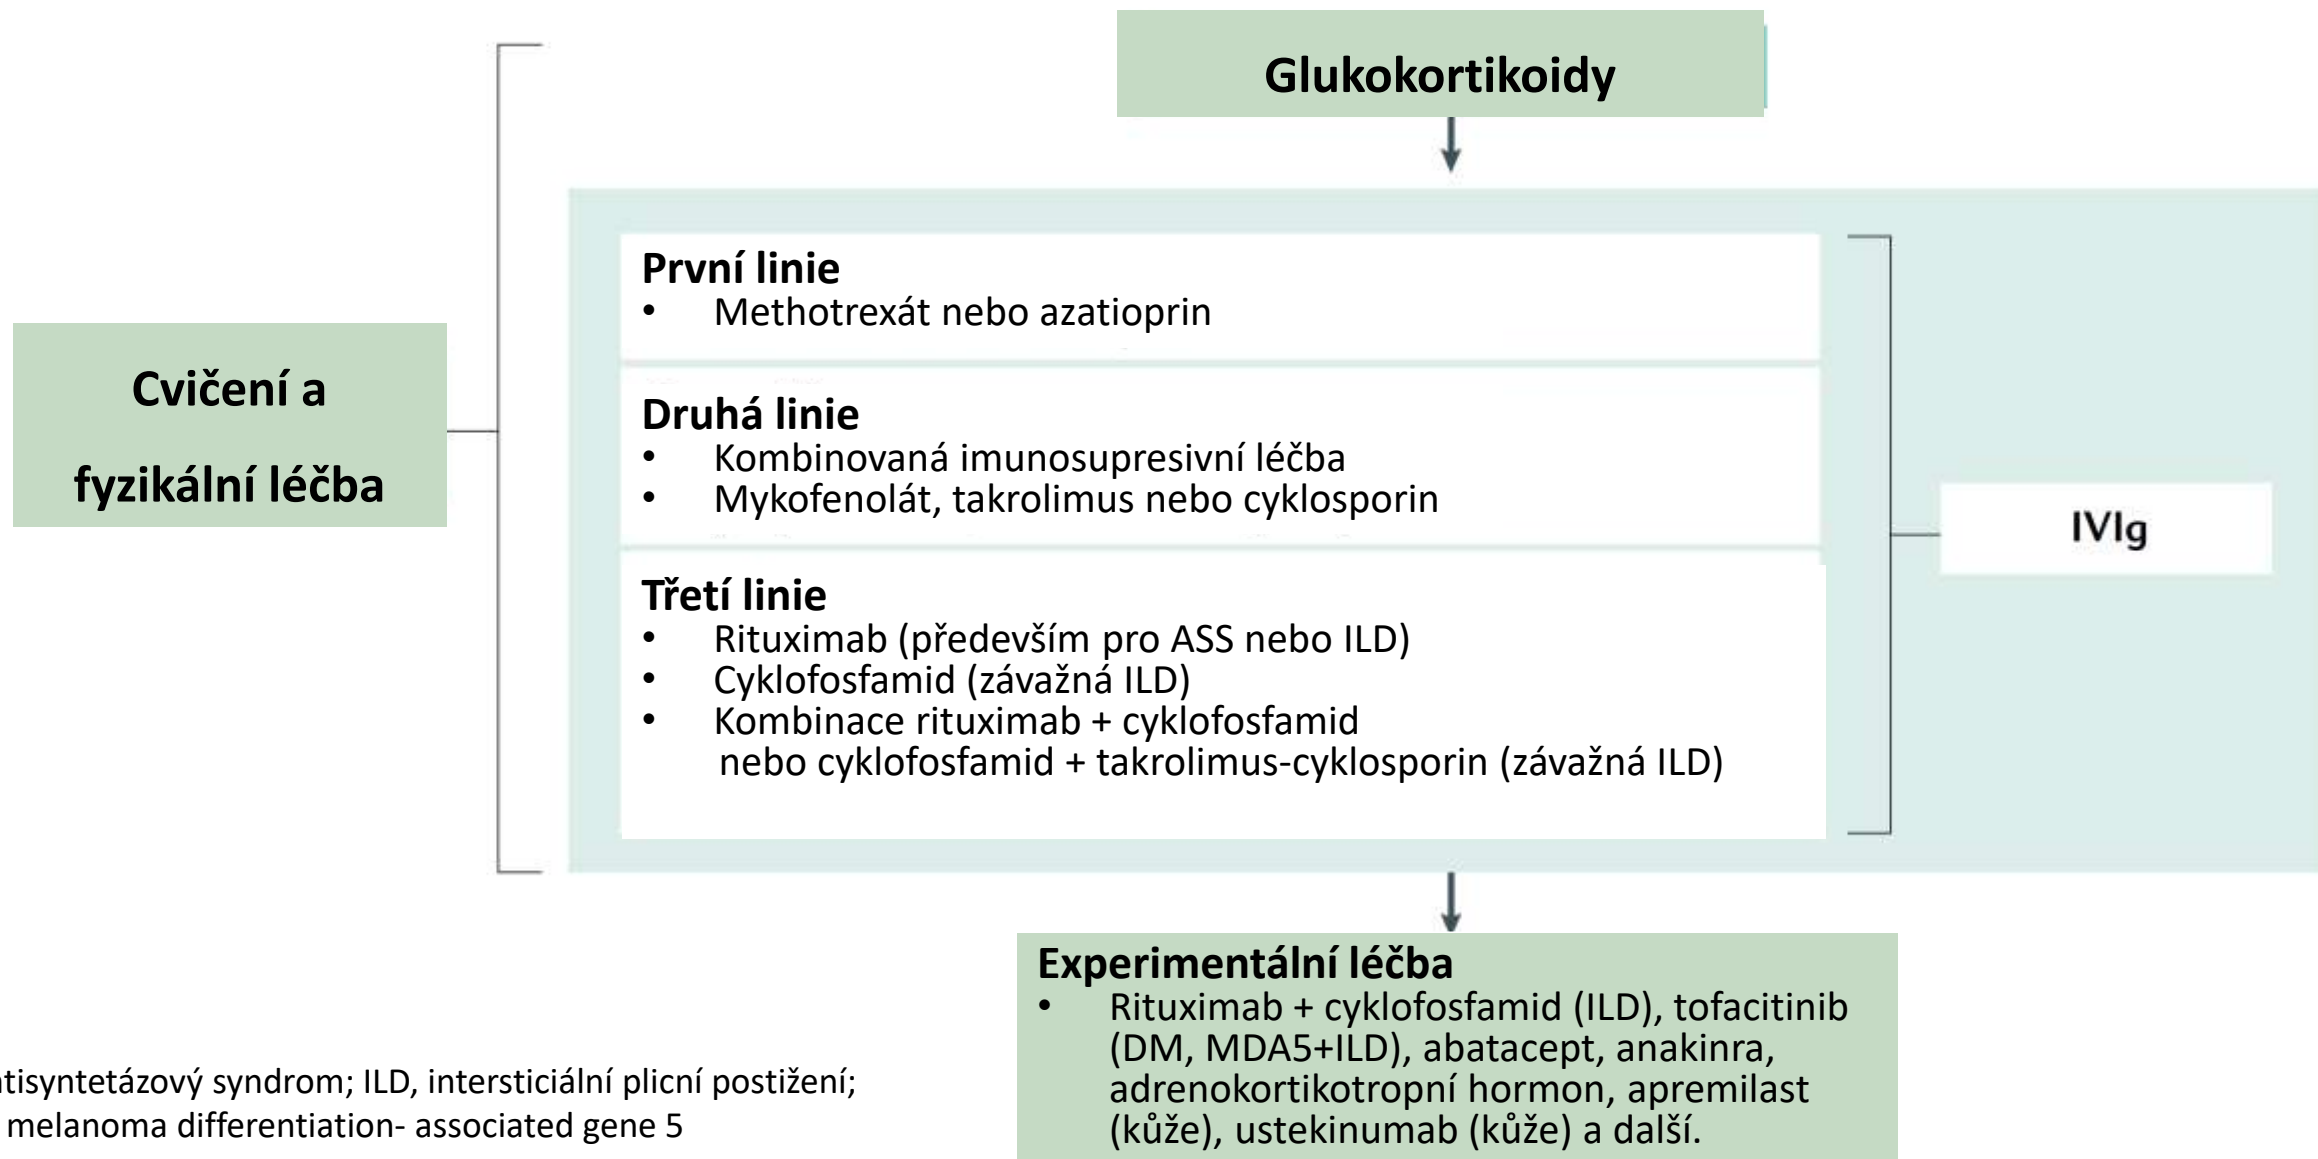 Glukokortikoidy
Cvičení a
fyzikální léčba
První linie
• Methotrexát nebo azatioprin
Druhá linie
• Kombinovaná imunosupresivní léčba
• Mykofenolát, takrolimus nebo cyklosporin
Třetí linie
• Rituximab (především pro ASS nebo ILD)
• Cyklofosfamid (závažná ILD)
• Kombinace rituximab + cyklofosfamid
nebo cyklofosfamid + takrolimus-cyklosporin (závažná ILD)
IVIg
Experimentální léčba
• Rituximab + cyklofosfamid (ILD), tofacitinib
(DM, MDA5+ILD), abatacept, anakinra,
adrenokortikotropní hormon, apremilast
(kůže), ustekinumab (kůže) a další.
syndrom; ILD, intersticiální plicní postižení;
melanoma differentiation- associated gene 5